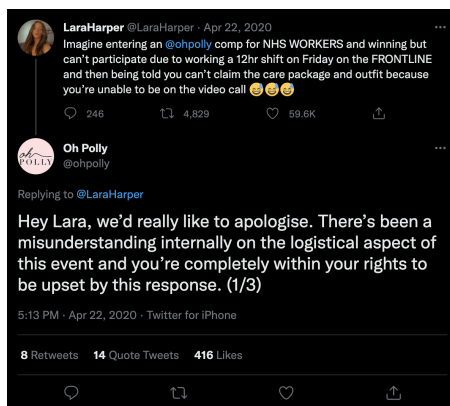 LaraHarper @LaraHarper · Apr 22, 2020
Imagine entering an @ohpolly comp for NHS WORKERS and winning but
can't participate due to working a 12hr shift on Friday on the FRONTLINE
and then being told you can't claim the care package and outfit because
you're unable to be on the video call 😅😅😅
246 4,829 59.6K
oh
POLLY
Oh Polly
@ohpolly
Replying to @LaraHarper
Hey Lara, we'd really like to apologise. There's been a
misunderstanding internally on the logistical aspect of
this event and you're completely within your rights to
be upset by this response. (1/3)
5:13 PM · Apr 22, 2020 · Twitter for iPhone
8 Retweets 14 Quote Tweets 416 Likes